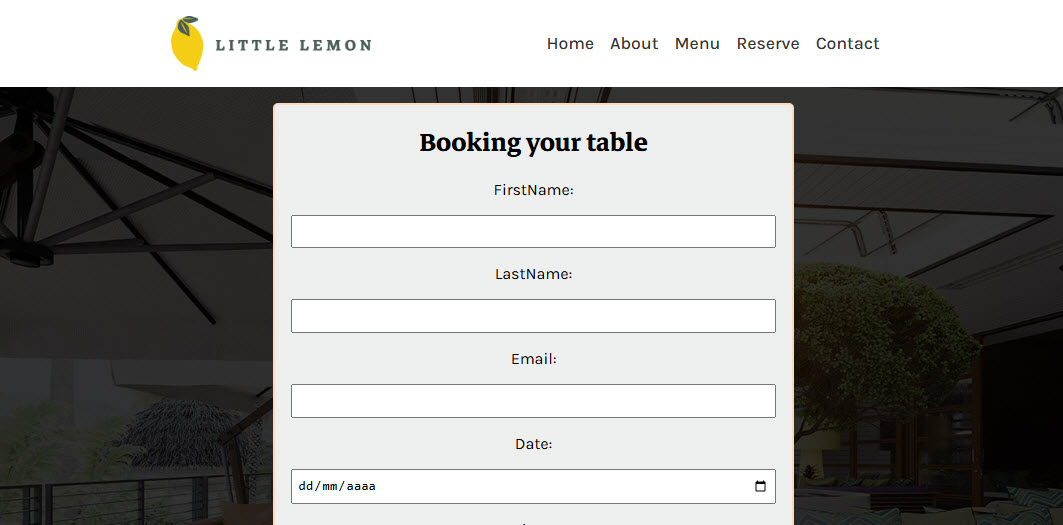 LITTLE LEMON
Home About Menu Reserve Contact
Booking your table
FirstName:
LastName:
Email:
Date:
dd/mm/aaaa